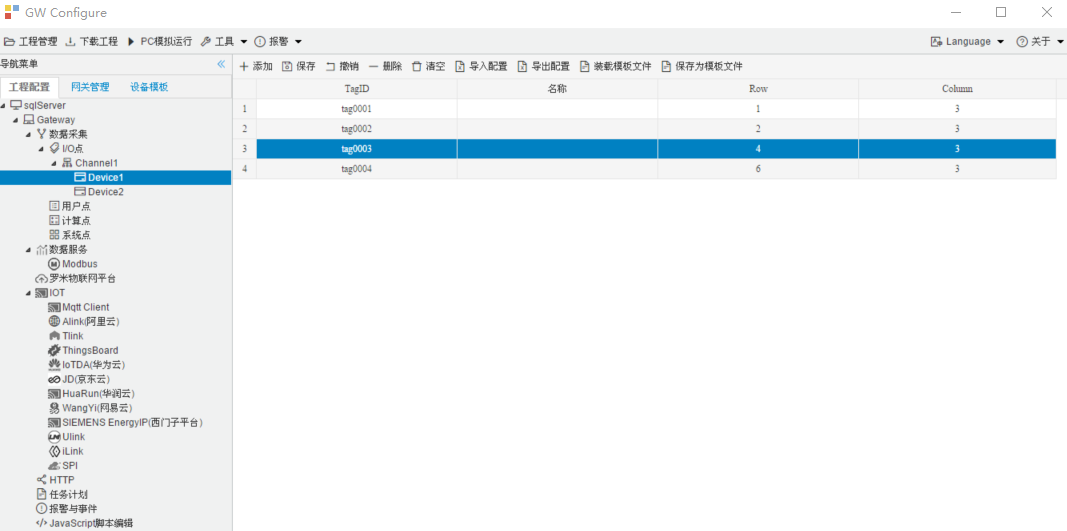 GW Configure
工程管理 下载工程 PC模拟运行 工具 报警 Language 关于
导航菜单
工程配置 网关管理 设备模板
添加 保存 撤销 删除 清空 导入配置 导出配置 装载模板文件 保存为模板文件
TagID 名称 Row Column
1 tag0001 1 3
2 tag0002 2 3
3 tag0003 4 3
4 tag0004 6 3
sqlServer
Gateway
数据采集
I/O点
Channel1
Device1
Device2
用户点
计算点
系统点
数据服务
Modbus
罗米物联网平台
IOT
Mqtt Client
Alink(阿里云)
Tlink
ThingsBoard
IoTDA(华为云)
JD(京东云)
HuaRun(华润云)
WangYi(网易云)
SIEMENS EnergyIP(西门子平台)
Ulink
iLink
SPI
HTTP
任务计划
报警与事件
JavaScript脚本编辑